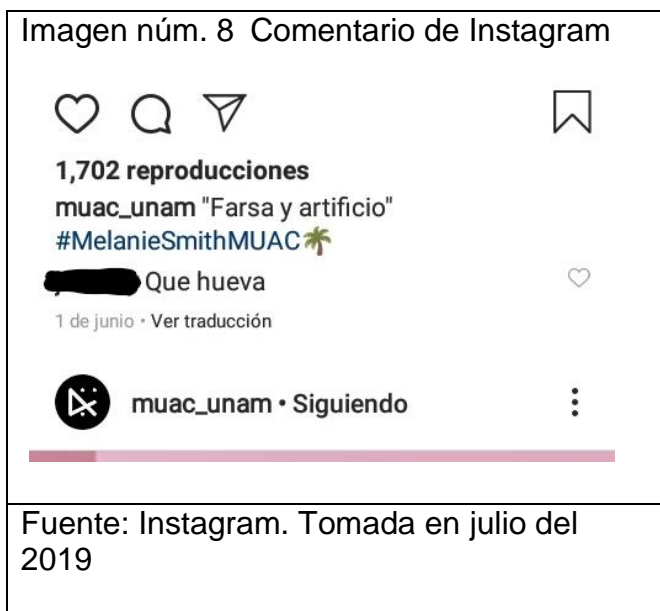 Imagen núm. 8 Comentario de Instagram
1,702 reproducciones
muac_unam "Farsa y artificio"
#MelanieSmithMUAC🌴
Que hueva
1 de junio • Ver traducción
muac_unam • Siguiendo
Fuente: Instagram. Tomada en julio del
2019